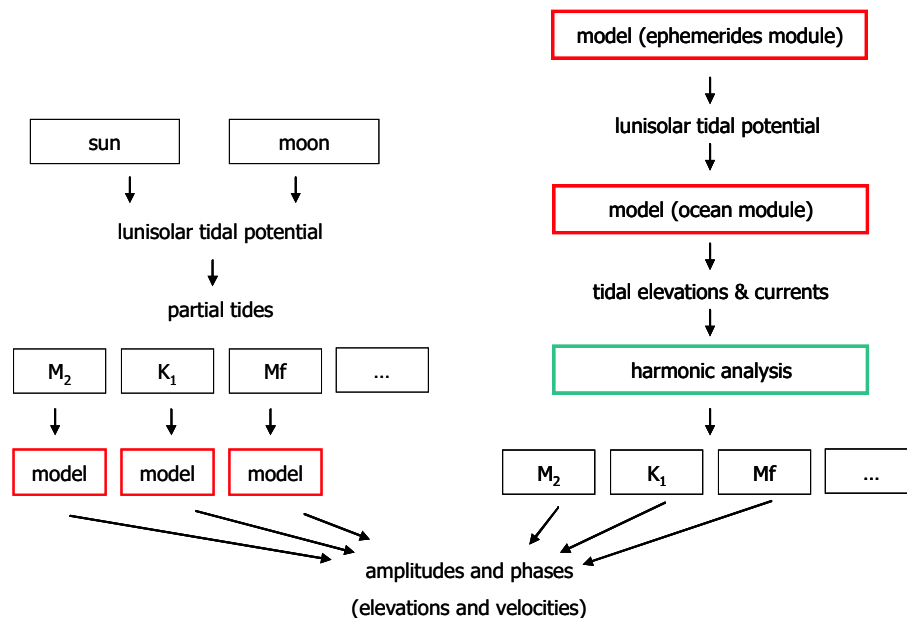 model (ephemerides module)
lunisolar tidal potential
sun
moon
model (ocean module)
lunisolar tidal potential
tidal elevations & currents
partial tides
M₂
K₁
Mf
...
harmonic analysis
model
model
model
M₂
K₁
Mf
...
amplitudes and phases
(elevations and velocities)